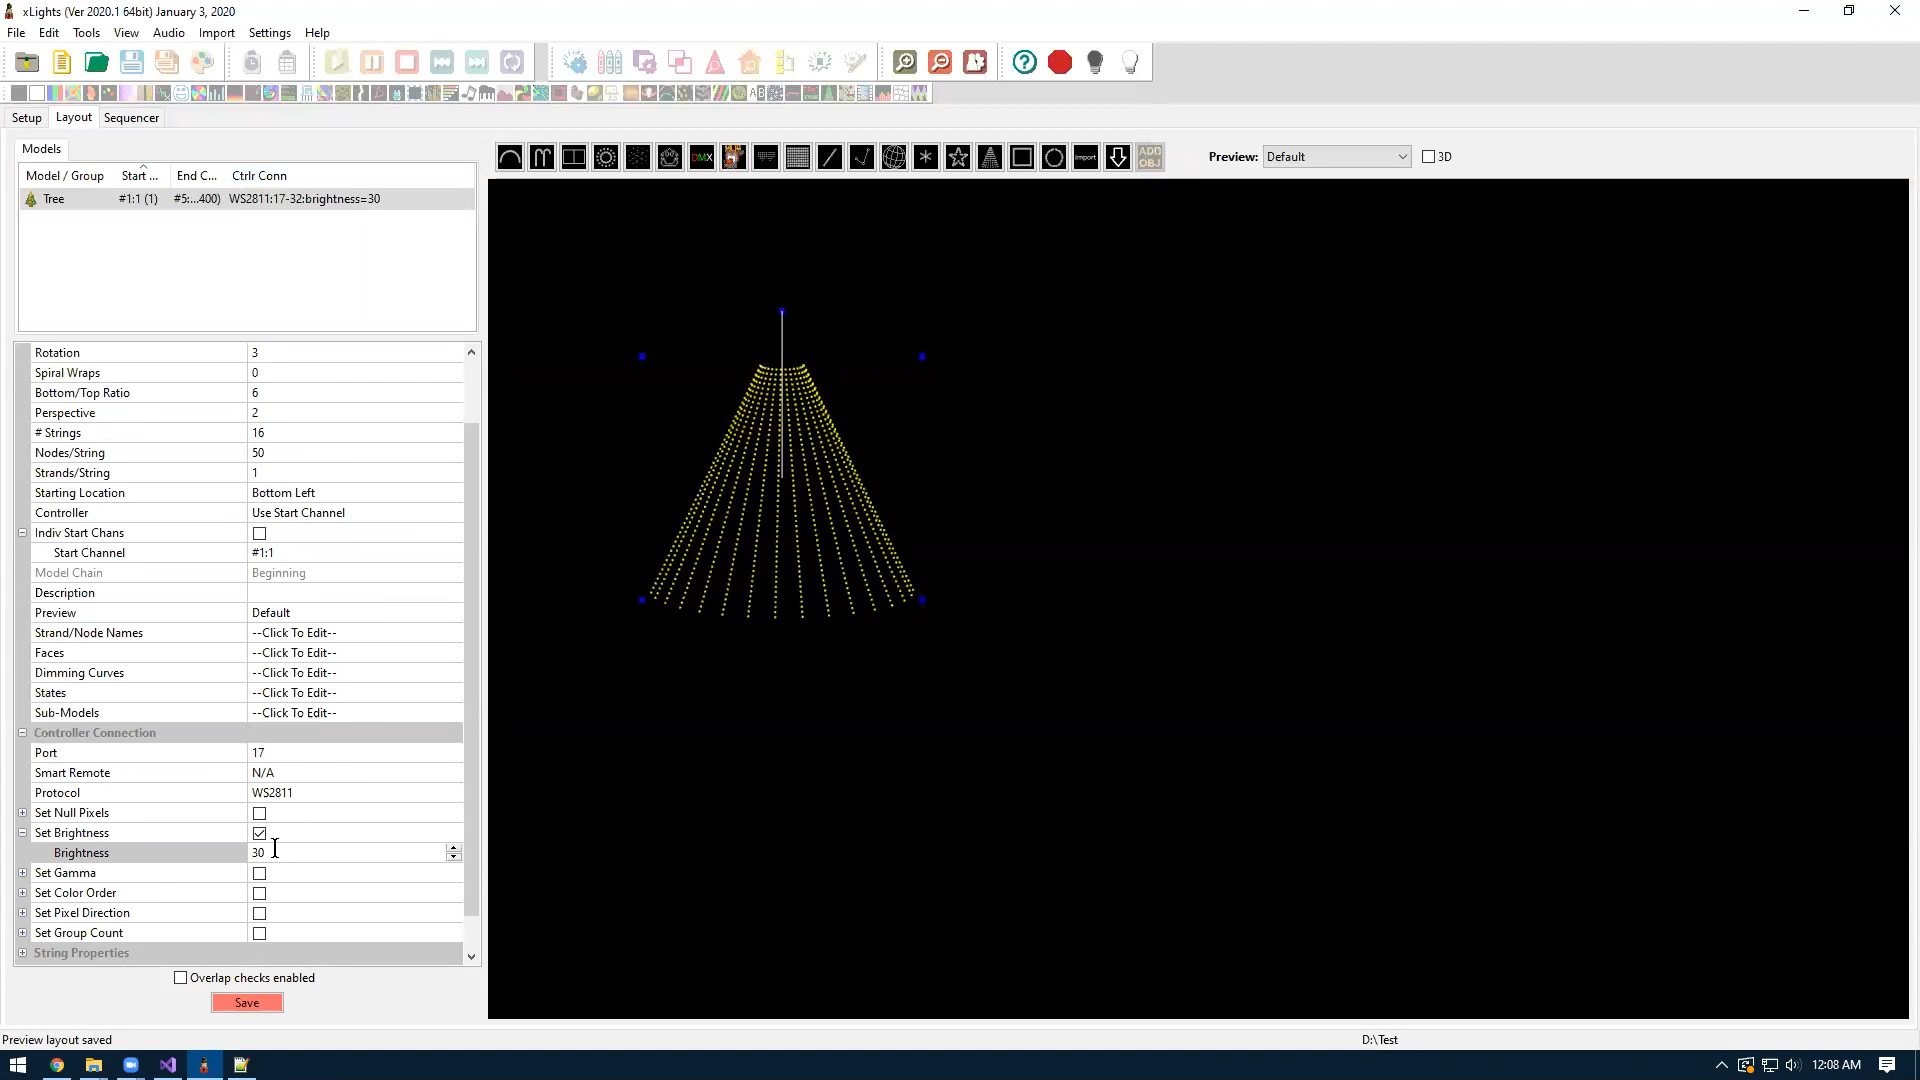 xLights (Ver 2020.1 64bit) January 3, 2020
File Edit Tools View Audio Import Settings Help
Setup Layout Sequencer
Models
DMX
Import
ADD OBJ
Preview: Default 3D
Model / Group Start ... End C... Ctrlr Conn
Tree #1:1 (1) #5:...400) WS2811:17-32:brightness=30
Rotation 3
Spiral Wraps 0
Bottom/Top Ratio 6
Perspective 2
# Strings 16
Nodes/String 50
Strands/String 1
Starting Location Bottom Left
Controller Use Start Channel
Indiv Start Chans
Start Channel #1:1
Model Chain Beginning
Description
Preview Default
Strand/Node Names --Click To Edit--
Faces --Click To Edit--
Dimming Curves --Click To Edit--
States --Click To Edit--
Sub-Models --Click To Edit--
Controller Connection
Port 17
Smart Remote N/A
Protocol WS2811
Set Null Pixels
Set Brightness
Brightness 30
Set Gamma
Set Color Order
Set Pixel Direction
Set Group Count
String Properties
Overlap checks enabled
Save
Preview layout saved D:\Test
12:08 AM